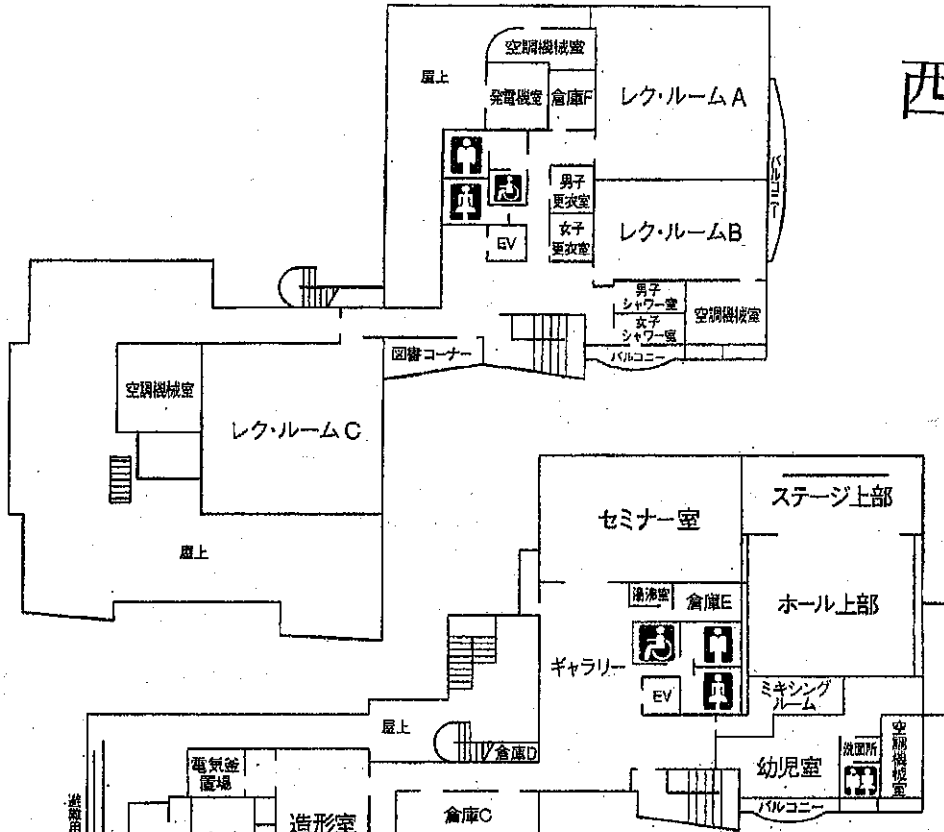 西
空調機械室
屋上
発電機室
倉庫F
レク・ルームA
バルコニー
男子
更衣室
女子
更衣室
レク・ルームB
EV
男子
シャワー室
女子
シャワー室
空調機械室
バルコニー
図書コーナー
空調機械室
レク・ルームC
屋上
セミナー室
ステージ上部
湯沸室
倉庫E
ホール上部
ギャラリー
EV
ミキシング
ルーム
屋上
倉庫D
幼児室
洗面所
空調機械室
バルコニー
電気釜
置場
造形室
倉庫C
避難用